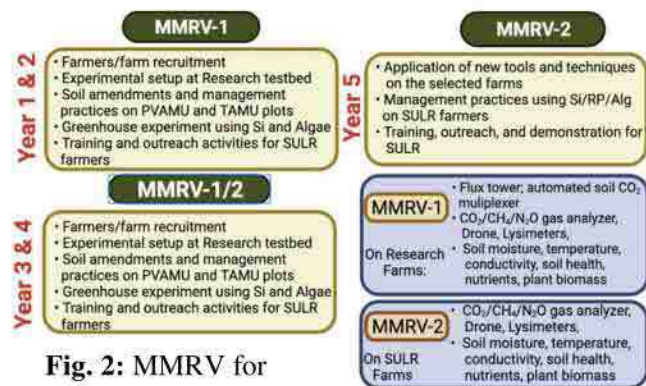 MMRV-1
Year 1 & 2
• Farmers/farm recruitment
• Experimental setup at Research testbed
• Soil amendments and management
practices on PVAMU and TAMU plots
• Greenhouse experiment using Si and Algae
• Training and outreach activities for SULR
farmers
MMRV-1/2
Year 3 & 4
• Farmers/farm recruitment
• Experimental setup at Research testbed
• Soil amendments and management
practices on PVAMU and TAMU plots
• Greenhouse experiment using Si and Algae
• Training and outreach activities for SULR
farmers
Fig. 2: MMRV for
MMRV-2
Year 5
• Application of new tools and techniques
on the selected farms
• Management practices using Si/RP/Alg
on SULR farmers
• Training, outreach, and demonstration for
SULR
MMRV-1
On Research
Farms:
• Flux tower; automated soil CO₂
muliplexer
• CO₂/CH₄/N₂O gas analyzer,
Drone, Lysimeters,
• Soil moisture, temperature,
conductivity, soil health,
nutrients, plant biomass
MMRV-2
On SULR
Farms
• CO₂/CH₄/N₂O gas analyzer,
Drone, Lysimeters,
• Soil moisture, temperature,
conductivity, soil health,
nutrients, plant biomass